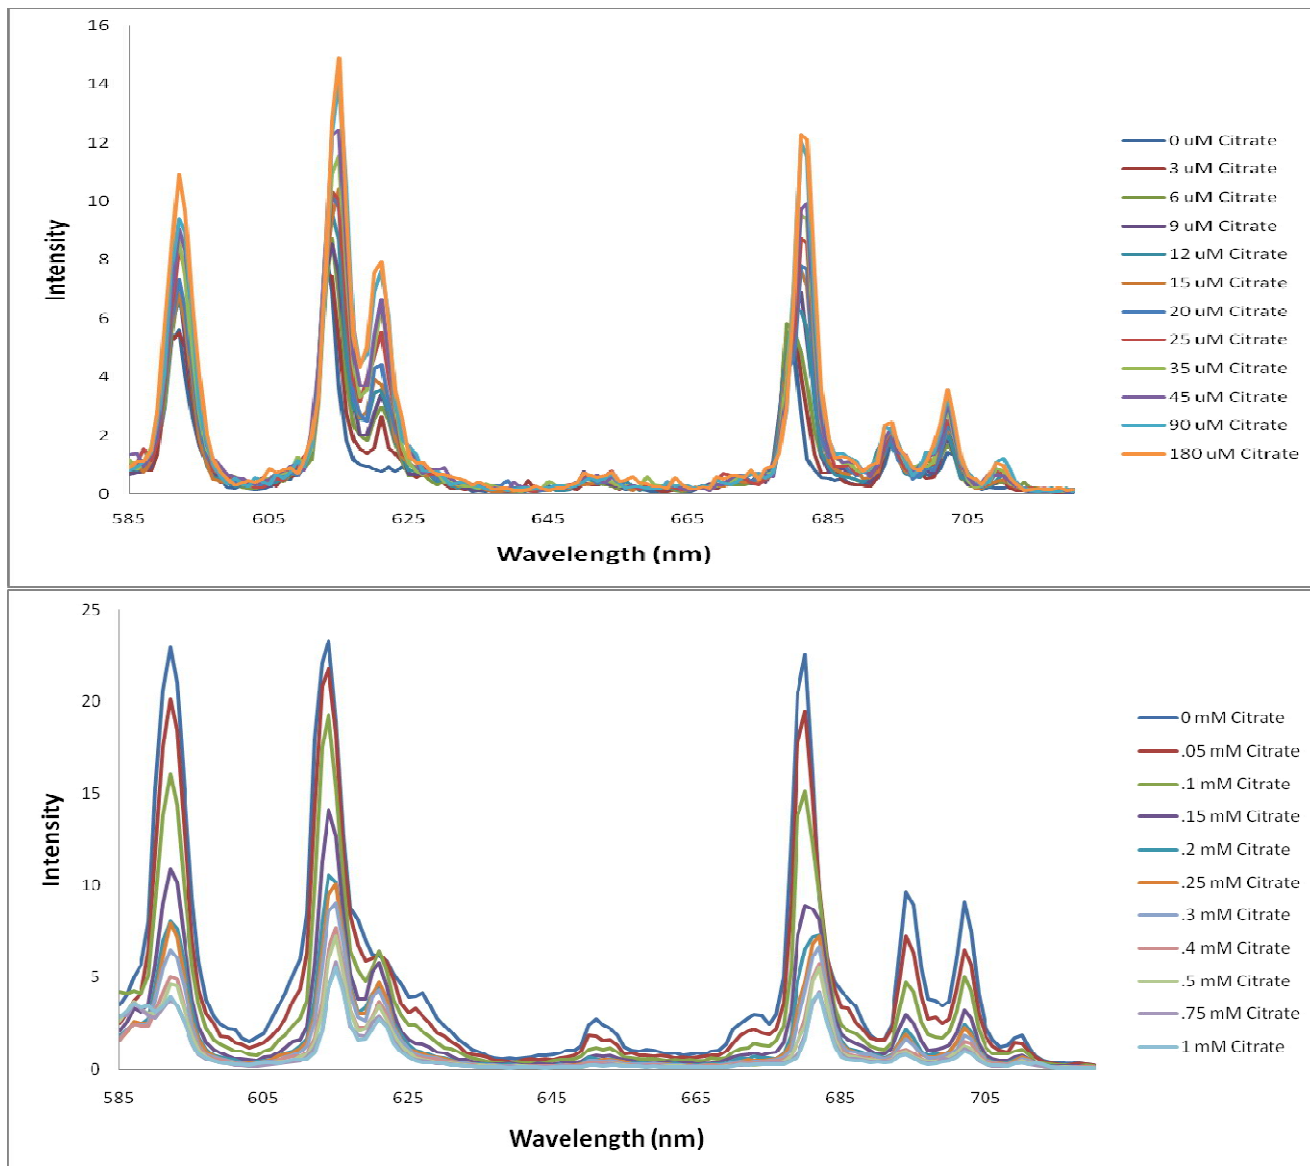 16
14
12
10
8
6
4
2
0
Intensity
585 605 625 645 665 685 705
Wavelength (nm)
0 uM Citrate
3 uM Citrate
6 uM Citrate
9 uM Citrate
12 uM Citrate
15 uM Citrate
20 uM Citrate
25 uM Citrate
35 uM Citrate
45 uM Citrate
90 uM Citrate
180 uM Citrate
25
20
15
10
5
0
Intensity
585 605 625 645 665 685 705
Wavelength (nm)
0 mM Citrate
.05 mM Citrate
.1 mM Citrate
.15 mM Citrate
.2 mM Citrate
.25 mM Citrate
.3 mM Citrate
.4 mM Citrate
.5 mM Citrate
.75 mM Citrate
1 mM Citrate